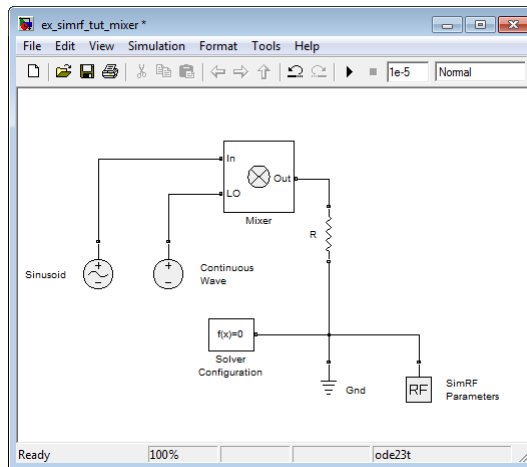 ex_simrf_tut_mixer *
File Edit View Simulation Format Tools Help
1e-5 Normal
In
Out
LO
Mixer
R
Sinusoid
Continuous
Wave
f(x)=0
Solver
Configuration
Gnd
RF
SimRF
Parameters
Ready 100% ode23t